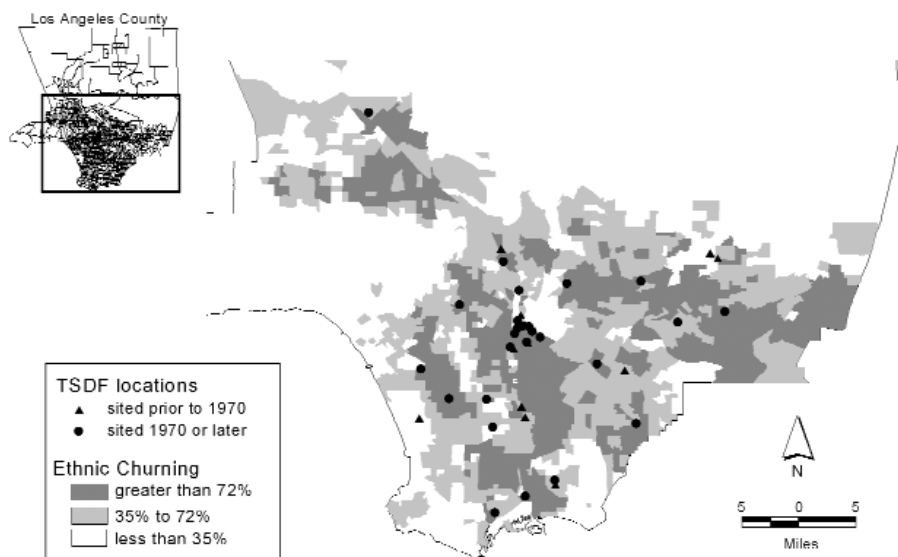 Los Angeles County
TSDF locations
sited prior to 1970
sited 1970 or later
Ethnic Churning
greater than 72%
35% to 72%
less than 35%
N
5 0 5
Miles